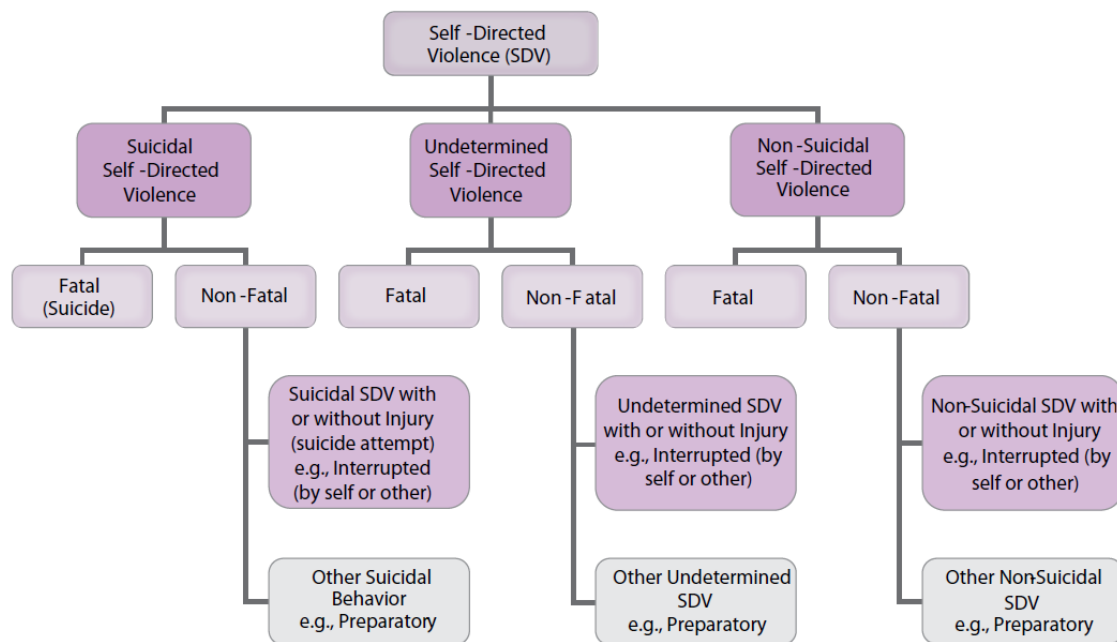 Self -Directed
Violence (SDV)
Suicidal
Self -Directed
Violence
Undetermined
Self -Directed
Violence
Non -Suicidal
Self -Directed
Violence
Fatal
(Suicide)
Non -Fatal
Fatal
Non -F atal
Fatal
Non -Fatal
Suicidal SDV with
or without Injury
(suicide attempt)
e.g., Interrupted
(by self or other)
Undetermined SDV
with or without Injury
e.g., Interrupted (by
self or other)
Non-Suicidal SDV with
or without Injury
e.g., Interrupted (by
self or other)
Other Suicidal
Behavior
e.g., Preparatory
Other Undetermined
SDV
e.g., Preparatory
Other Non-Suicidal
SDV
e.g., Preparatory